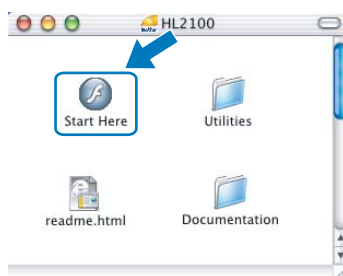 HL2100
Start Here
Utilities
readme.html
Documentation